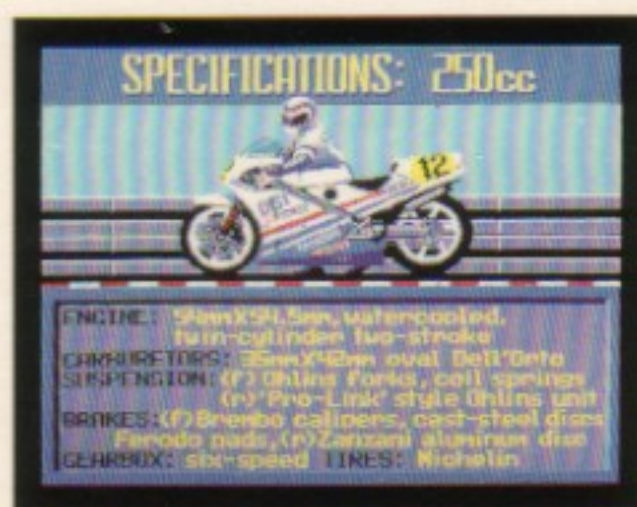 SPECIFICATIONS: 250cc
12
ENGINE: 54mmX54.5mm, watercooled,
twin-cylinder two-stroke
CARBURETORS: 35mmX42mm oval Dell'Orto
SUSPENSION: (f) Ohlins forks, coil springs
(r) 'Pro-Link' style Ohlins unit
BRAKES: (f) Brembo calipers, cast-steel discs
Ferodo pads, (r) Zanzani aluminum disc
GEARBOX: six-speed TIRES: Michelin